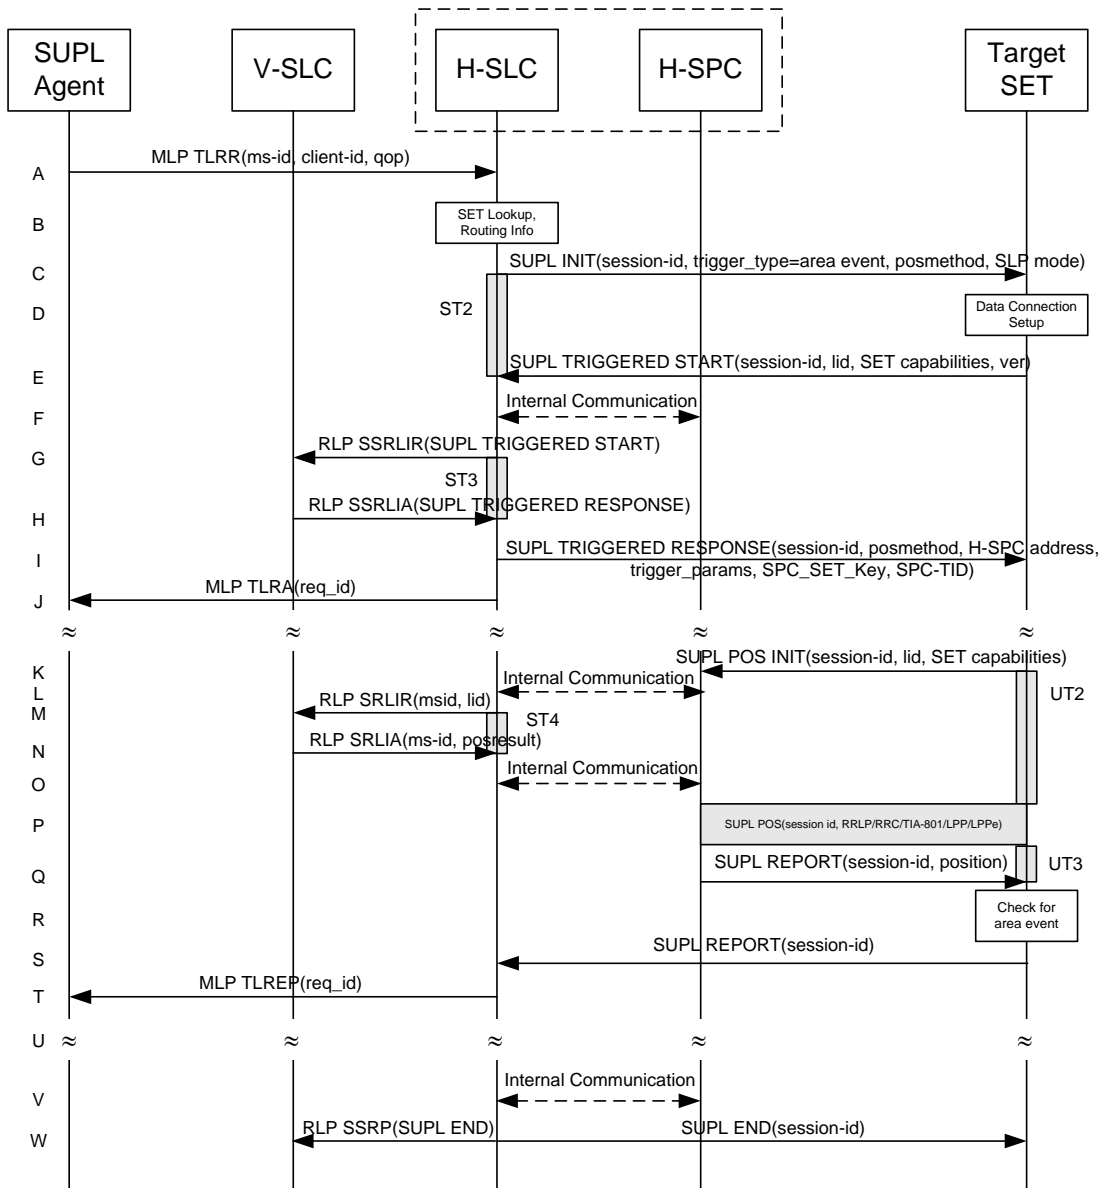 SUPL
Agent
V-SLC
H-SLC
H-SPC
Target
SET
A
MLP TLRR(ms-id, client-id, qop)
B
SET Lookup,
Routing Info
C
SUPL INIT(session-id, trigger_type=area event, posmethod, SLP mode)
D
ST2
Data Connection
Setup
E
SUPL TRIGGERED START(session-id, lid, SET capabilities, ver)
F
Internal Communication
G
RLP SSRLIR(SUPL TRIGGERED START)
ST3
H
RLP SSRLIA(SUPL TRIGGERED RESPONSE)
I
SUPL TRIGGERED RESPONSE(session-id, posmethod, H-SPC address,
trigger_params, SPC_SET_Key, SPC-TID)
J
MLP TLRA(req_id)
≈ ≈ ≈ ≈ ≈
K
SUPL POS INIT(session-id, lid, SET capabilities)
L
Internal Communication
UT2
M
RLP SRLIR(msid, lid)
ST4
N
RLP SRLIA(ms-id, posresult)
O
Internal Communication
P
SUPL POS(session id, RRLP/RRC/TIA-801/LPP/LPPe)
Q
SUPL REPORT(session-id, position)
UT3
R
Check for
area event
S
SUPL REPORT(session-id)
T
MLP TLREP(req_id)
U ≈ ≈ ≈ ≈ ≈
V
Internal Communication
W
RLP SSRP(SUPL END)
SUPL END(session-id)